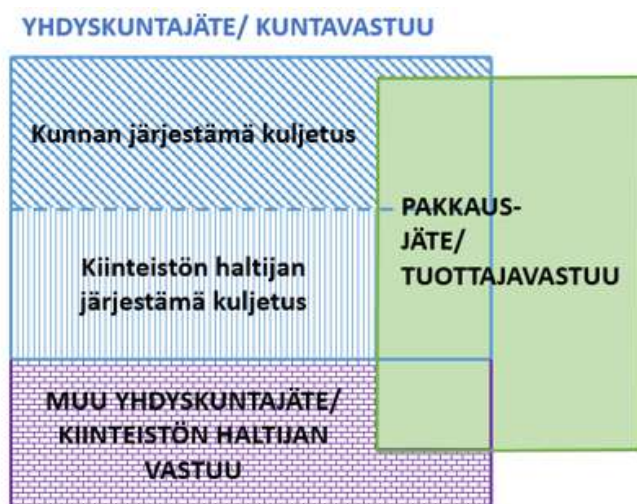 YHDYSKUNTAJÄTE/ KUNTAVASTUU
Kunnan järjestämä kuljetus
PAKKAUS-
JÄTE/
TUOTTAJAVASTUU
Kiinteistön haltijan
järjestämä kuljetus
MUU YHDYSKUNTAJÄTE/
KIINTEISTÖN HALTIJAN
VASTUU